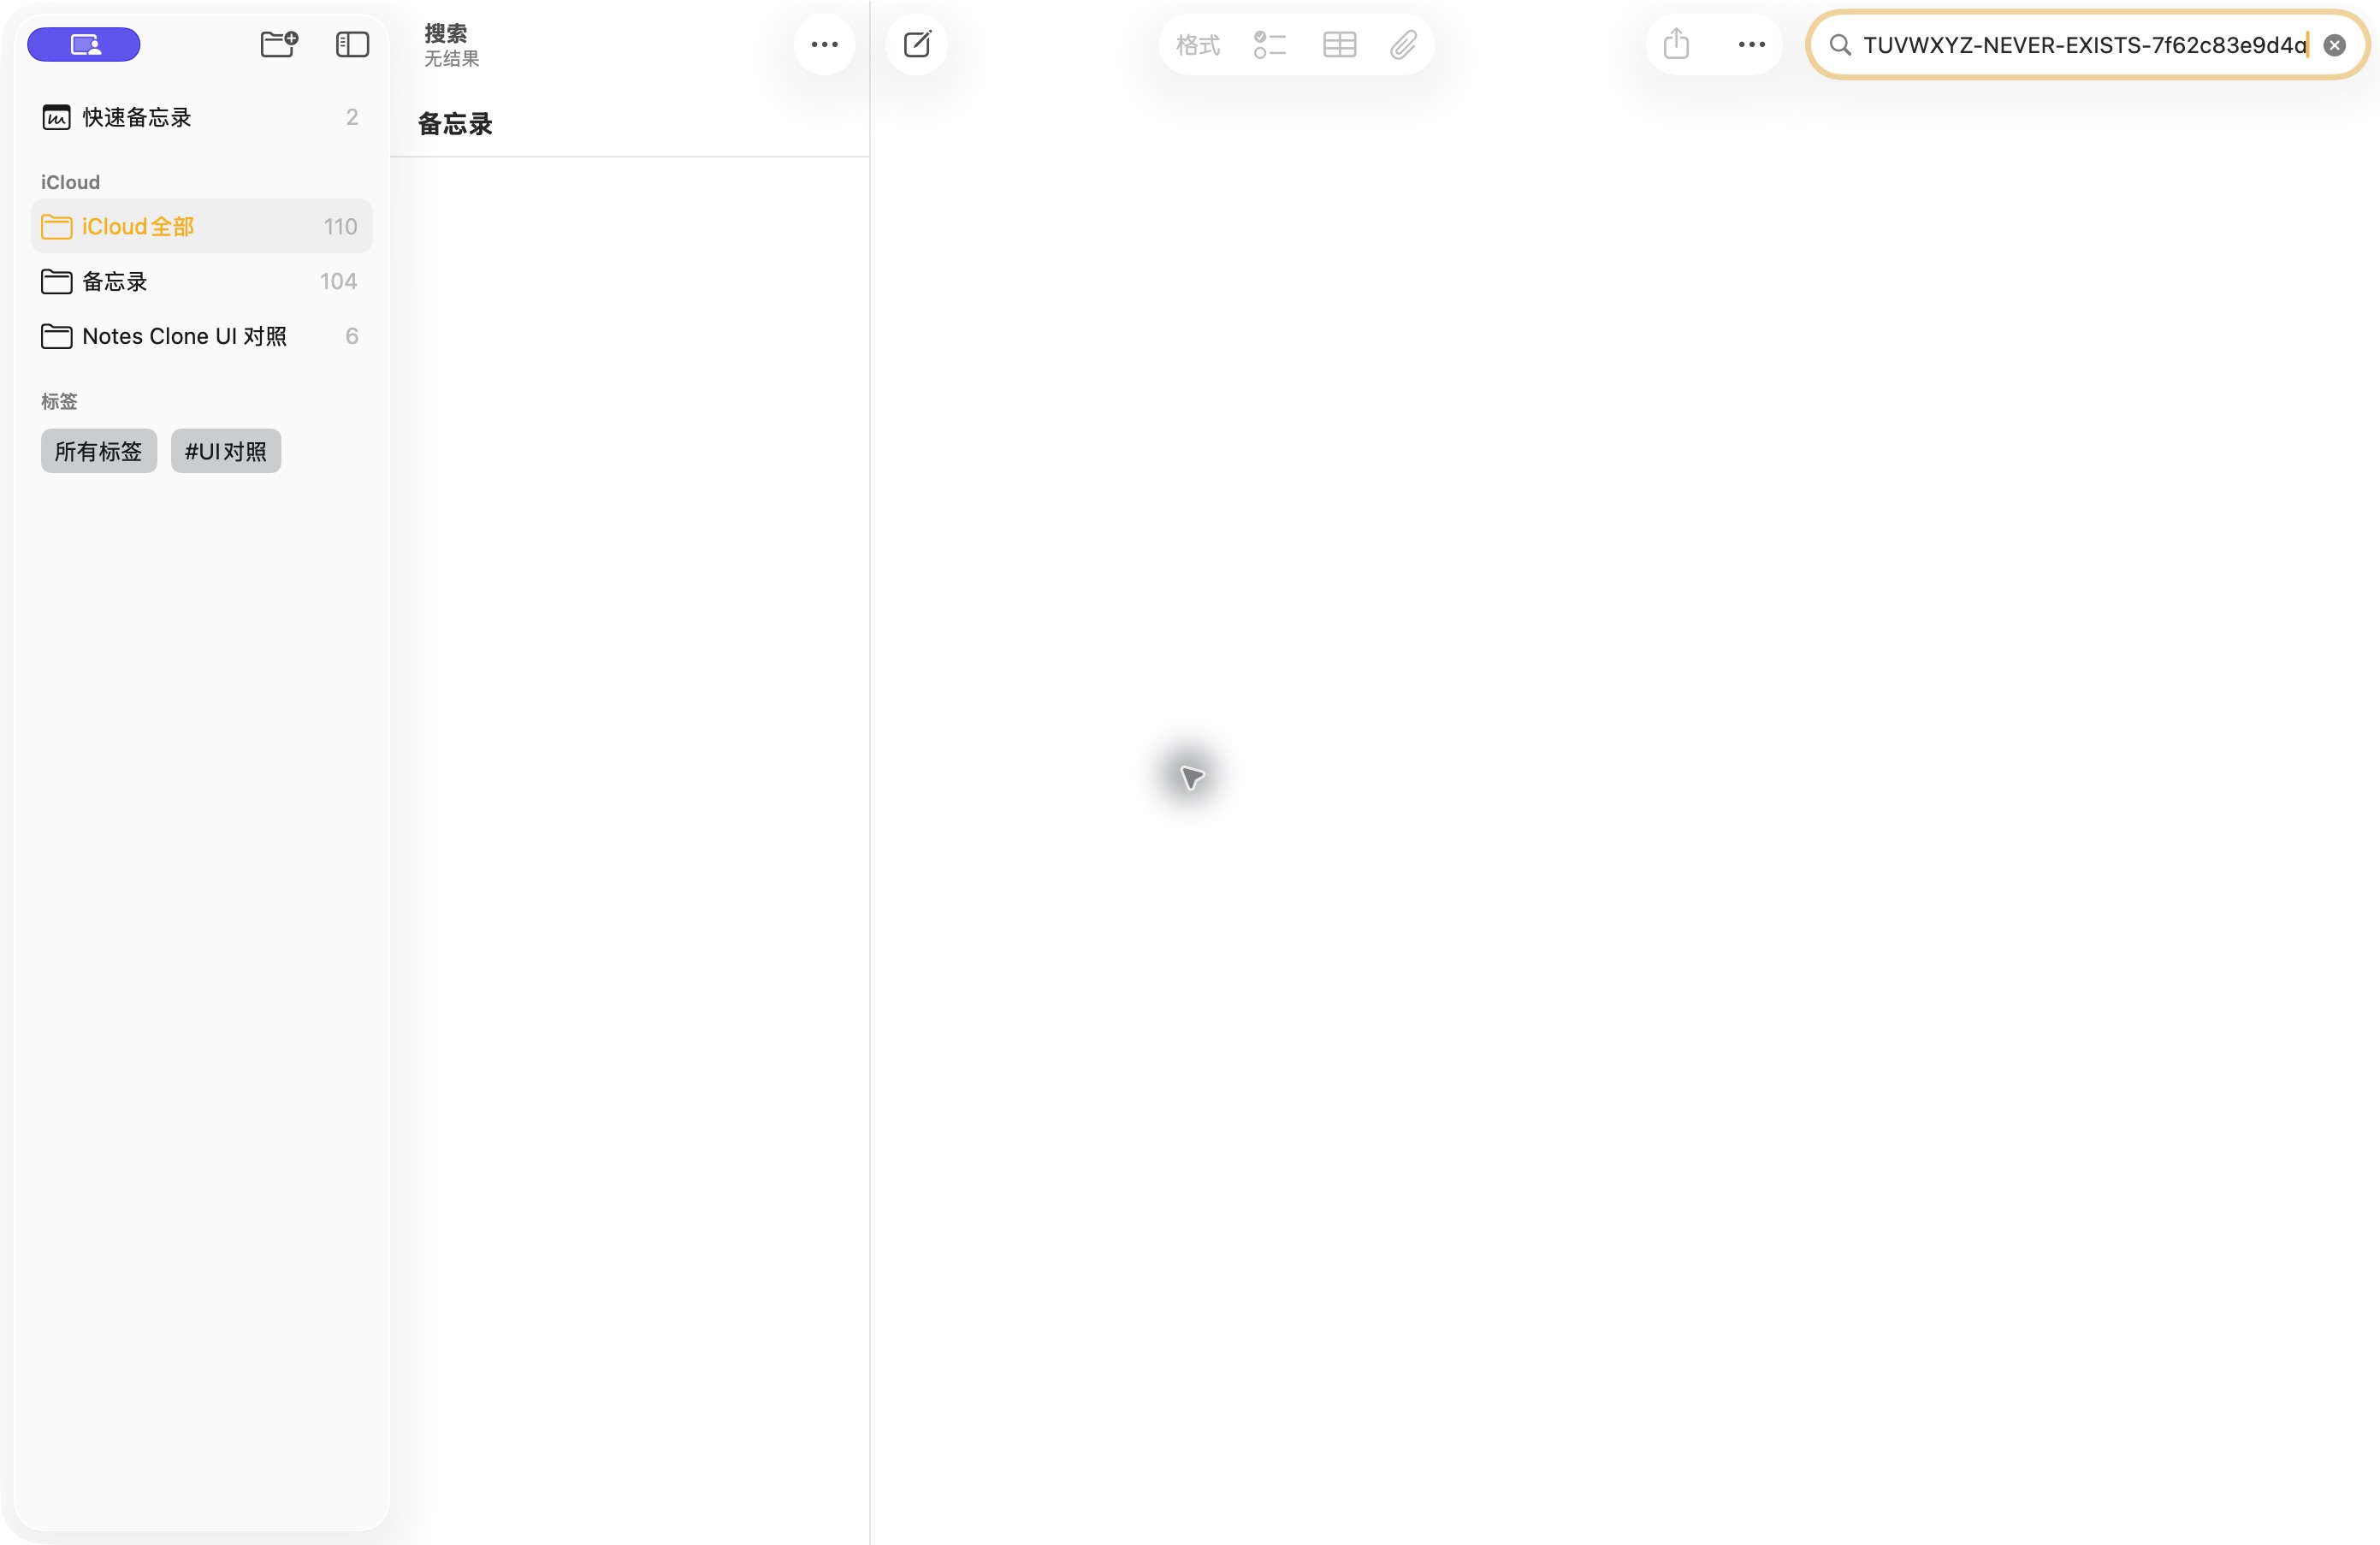 快速备忘录 2
iCloud
iCloud全部 110
备忘录 104
Notes Clone UI 对照 6
标签
所有标签 #UI对照
搜索
无结果
备忘录
格式
TUVWXYZ-NEVER-EXISTS-7f62c83e9d4a